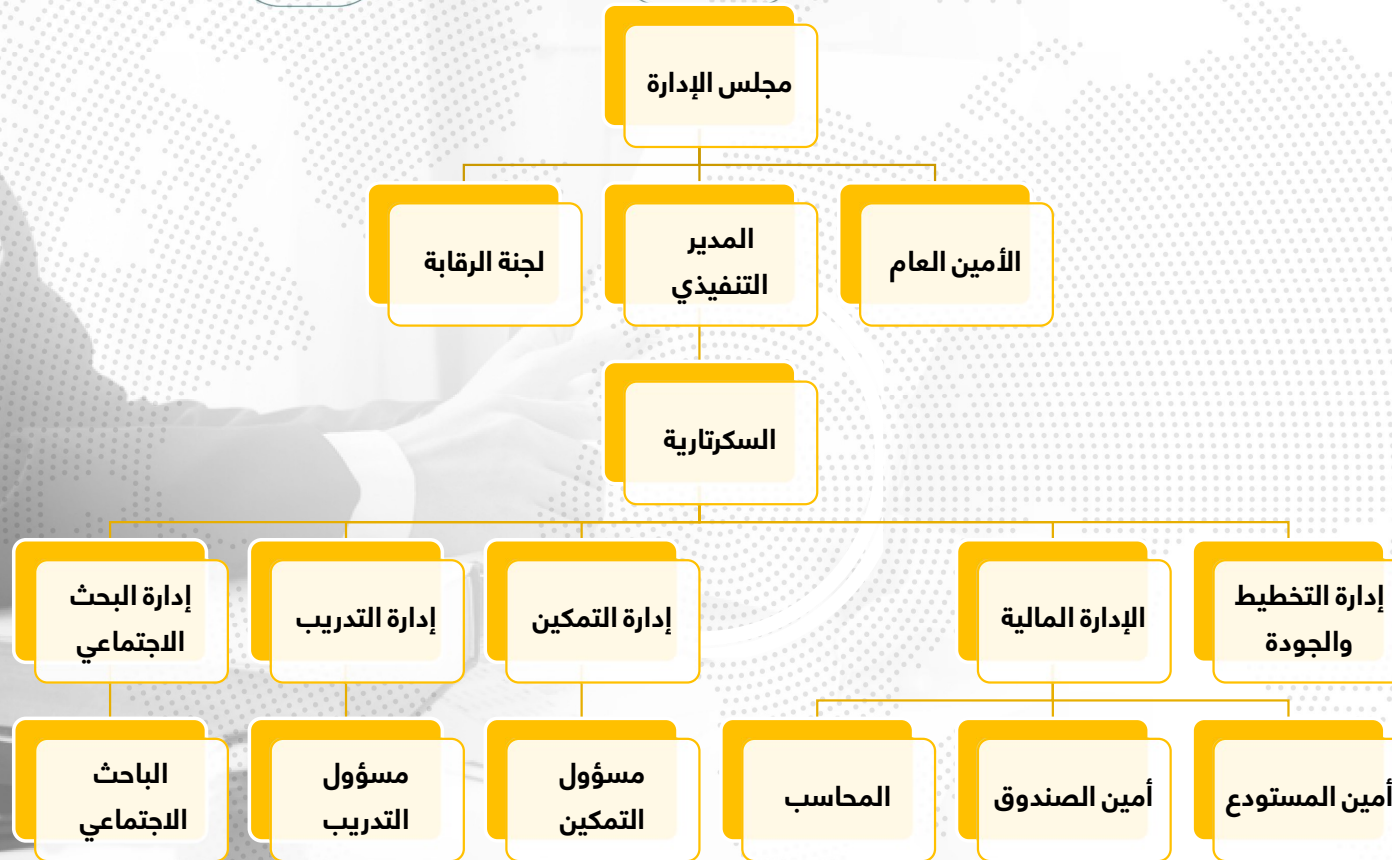 مجلس الإدارة
الأمين العام
المدير
التنفيذي
لجنة الرقابة
السكرتارية
إدارة التخطيط
والجودة
الإدارة المالية
إدارة التمكين
إدارة التدريب
إدارة البحث
الاجتماعي
أمين المستودع
أمين الصندوق
المحاسب
مسؤول
التمكين
مسؤول
التدريب
الباحث
الاجتماعي